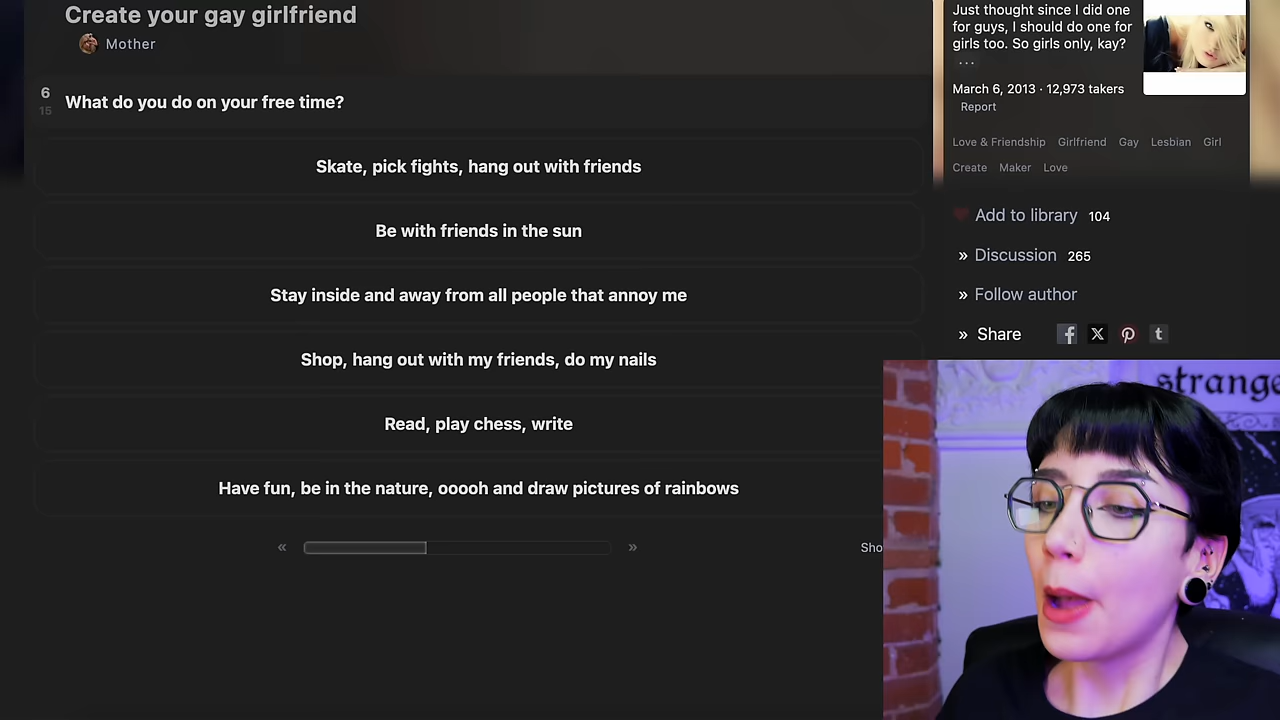 Create your gay girlfriend
Mother
6
15
What do you do on your free time?
Skate, pick fights, hang out with friends
Be with friends in the sun
Stay inside and away from all people that annoy me
Shop, hang out with my friends, do my nails
Read, play chess, write
Have fun, be in the nature, ooooh and draw pictures of rainbows
«
»
Sho
Just thought since I did one
for guys, I should do one for
girls too. So girls only, kay?
...
March 6, 2013 · 12,973 takers
Report
Love & Friendship Girlfriend Gay Lesbian Girl
Create Maker Love
Add to library 104
» Discussion 265
» Follow author
» Share f X t
strange